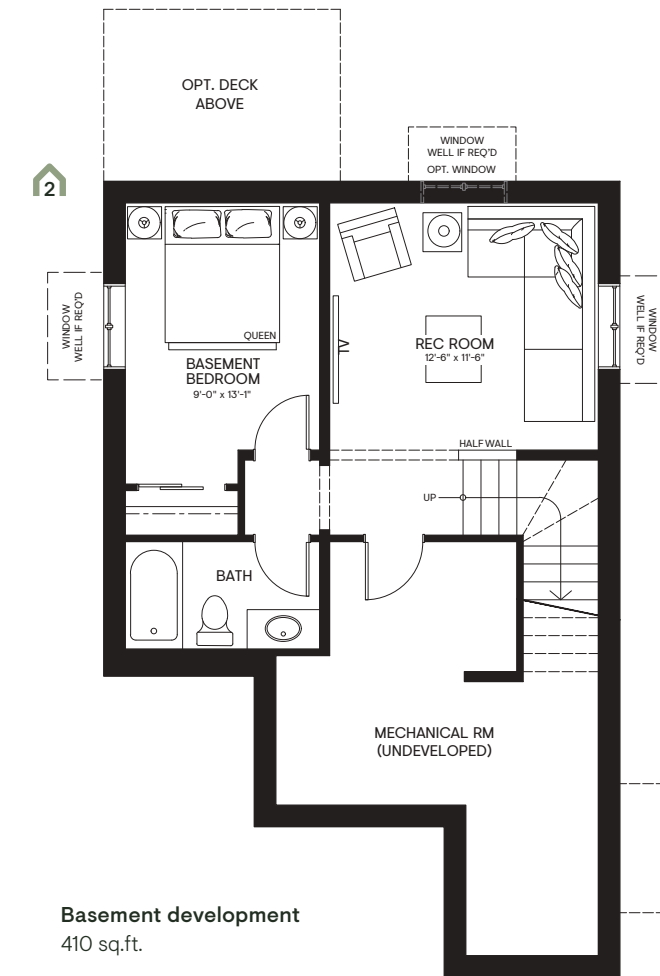 OPT. DECK
ABOVE
2
WINDOW
WELL IF REQ'D
OPT. WINDOW
WINDOW
WELL IF REQ'D
WINDOW
WELL IF REQ'D
QUEEN
BASEMENT
BEDROOM
9'-0" x 13'-1"
TV
REC ROOM
12'-6" x 11'-6"
HALF WALL
UP
BATH
MECHANICAL RM
(UNDEVELOPED)
Basement development
410 sq.ft.